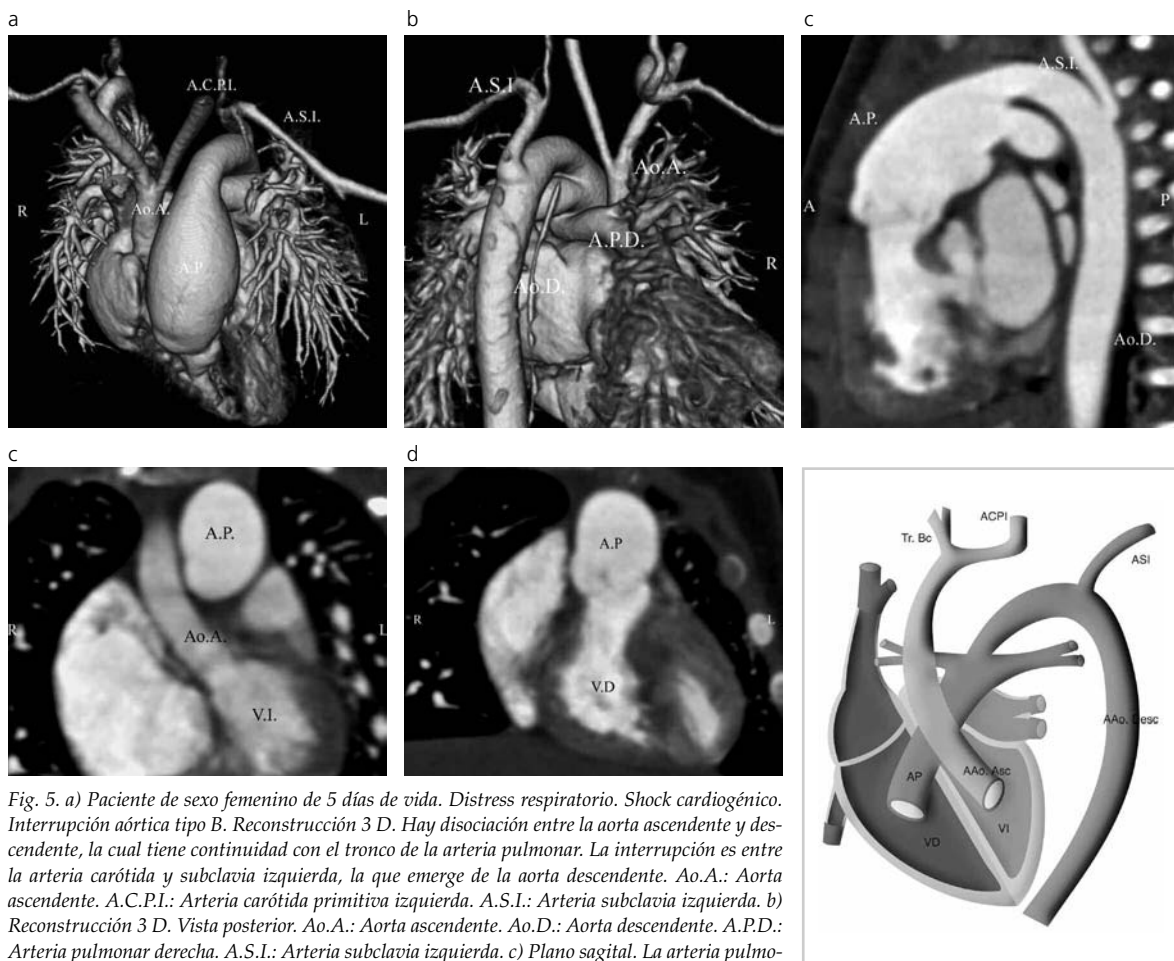 a
b
c
A.C.P.I.
A.S.I.
R
Ao.A.
A.P.
L
A.S.I
Ao.A.
A.P.D.
L
R
Ao.D.
A.S.I.
A.P.
A
P
Ao.D.
c
d
A.P.
R
Ao.A.
L
V.I.
A.P
R
L
V.D
ACPI
Tr. Bc
ASI
AAo. Desc
AP
AAo. Asc
VD
VI
Fig. 5. a) Paciente de sexo femenino de 5 días de vida. Distress respiratorio. Shock cardiogénico.
Interrupción aórtica tipo B. Reconstrucción 3 D. Hay disociación entre la aorta ascendente y des-
cendente, la cual tiene continuidad con el tronco de la arteria pulmonar. La interrupción es entre
la arteria carótida y subclavia izquierda, la que emerge de la aorta descendente. Ao.A.: Aorta
ascendente. A.C.P.I.: Arteria carótida primitiva izquierda. A.S.I.: Arteria subclavia izquierda. b)
Reconstrucción 3 D. Vista posterior. Ao.A.: Aorta ascendente. Ao.D.: Aorta descendente. A.P.D.:
Arteria pulmonar derecha. A.S.I.: Arteria subclavia izquierda. c) Plano sagital. La arteria pulmo-